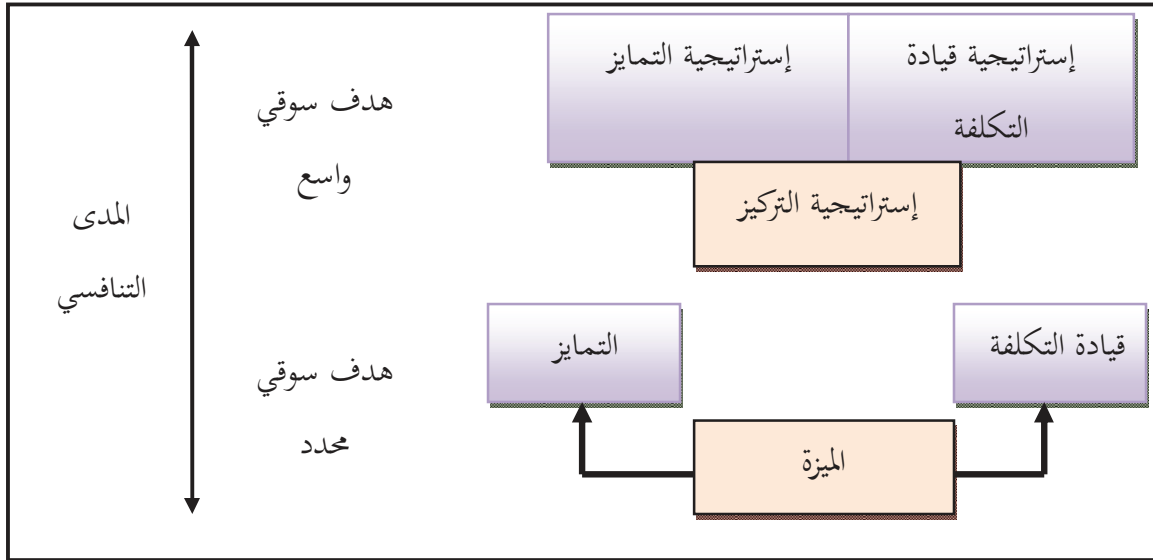 إستراتيجية قيادة
التكلفة
إستراتيجية التمايز
هدف سوقي
واسع
إستراتيجية التركيز
المدى
التنافسي
قيادة التكلفة
التمايز
هدف سوقي
محدد
الميزة